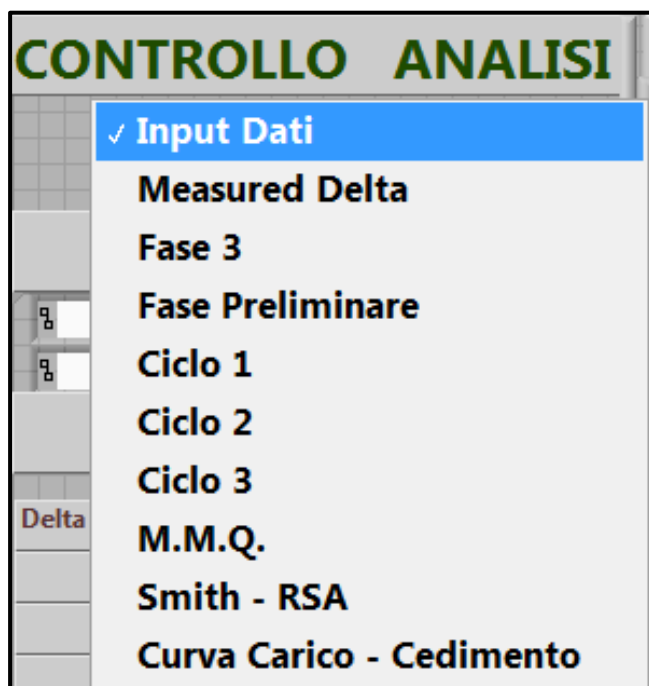 CONTROLLO ANALISI
✓ Input Dati
Measured Delta
Fase 3
Fase Preliminare
Ciclo 1
Ciclo 2
Ciclo 3
Delta
M.M.Q.
Smith - RSA
Curva Carico - Cedimento